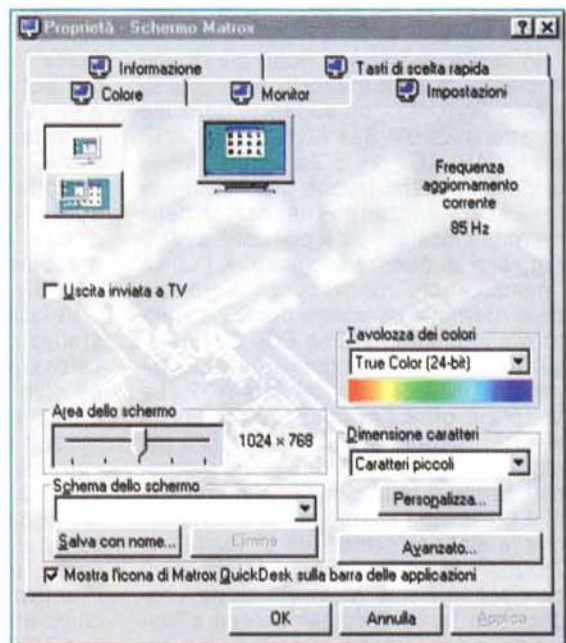 Proprietà - Schermo Matrox
Informazione
Tasti di scelta rapida
Colore
Monitor
Impostazioni
Frequenza
aggiornamento
corrente
85 Hz
Uscita inviata a TV
Tavolozza dei colori
True Color (24-bit)
Area dello schermo
1024 × 768
Dimensione caratteri
Caratteri piccoli
Personalizza...
Schema dello schermo
Salva con nome...
Elimina
Avanzato...
Mostra l'icona di Matrox QuickDesk sulla barra delle applicazioni
OK
Annulla
Applica